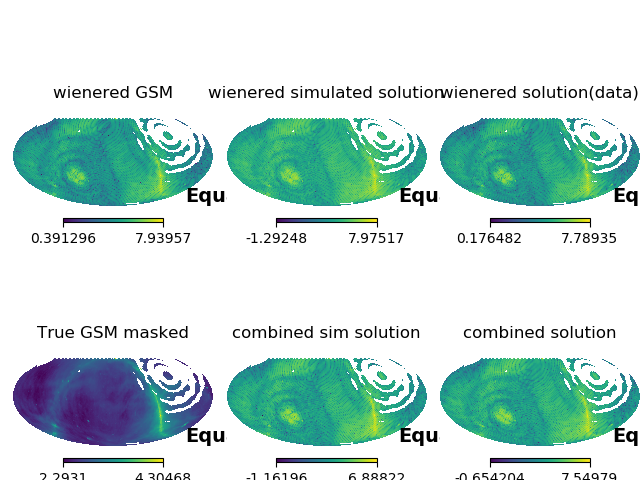 wienered GSM
wienered simulated solution
wienered solution(data)
Equ
Equ
Eq
0.391296 7.93957
-1.29248 7.97517
0.176482 7.78935
True GSM masked
combined sim solution
combined solution
Equ
Equ
Eq
2.2931 4.30468
-1.16196 6.88822
-0.654204 7.54979